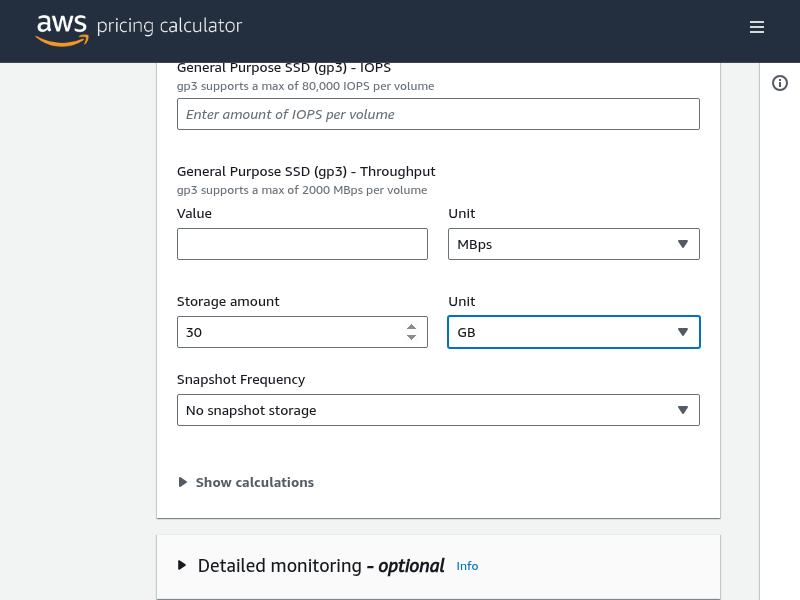 aws pricing calculator
General Purpose SSD (gp3) - IOPS
gp3 supports a max of 80,000 IOPS per volume
Enter amount of IOPS per volume
General Purpose SSD (gp3) - Throughput
gp3 supports a max of 2000 MBps per volume
Value Unit
MBps
Storage amount Unit
30 GB
Snapshot Frequency
No snapshot storage
Show calculations
Detailed monitoring - optional Info